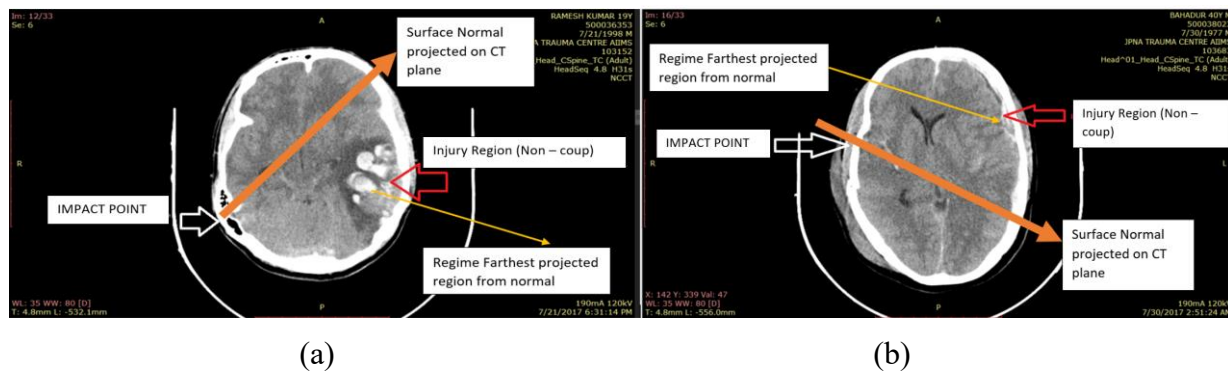 Im: 12/33
Se: 6
A
RAMESH KUMAR 19Y
500036353
7/21/1998 M
A TRAUMA CENTRE AIIMS
103152
_Head_CSpine_TC (Adult)
HeadSeq 4.8 H31s
NCCT
Surface Normal
projected on CT
plane
R
Injury Region (Non – coup)
IMPACT POINT
Regime Farthest projected
region from normal
WL: 35 WW: 80 [D]
T: 4.8mm L: -532.1mm
P
190mA 120kV
7/21/2017 6:31:14 PM
(a)
Im: 16/33
Se: 6
A
BAHADUR 40Y
7/30/1977 M
JPNA TRAUMA CENTRE AIIMS
Head^01_Head_CSpine_TC (Adult)
HeadSeq 4.8 H31s
NCCT
Regime Farthest projected
region from normal
Injury Region (Non –
coup)
IMPACT POINT
R
L
Surface Normal
projected on CT
plane
X: 142 Y: 339 Val: 47
WL: 35 WW: 80 [D]
T: 4.8mm L: -556.0mm
P
190mA 120kV
7/30/2017 2:51:24 AM
(b)